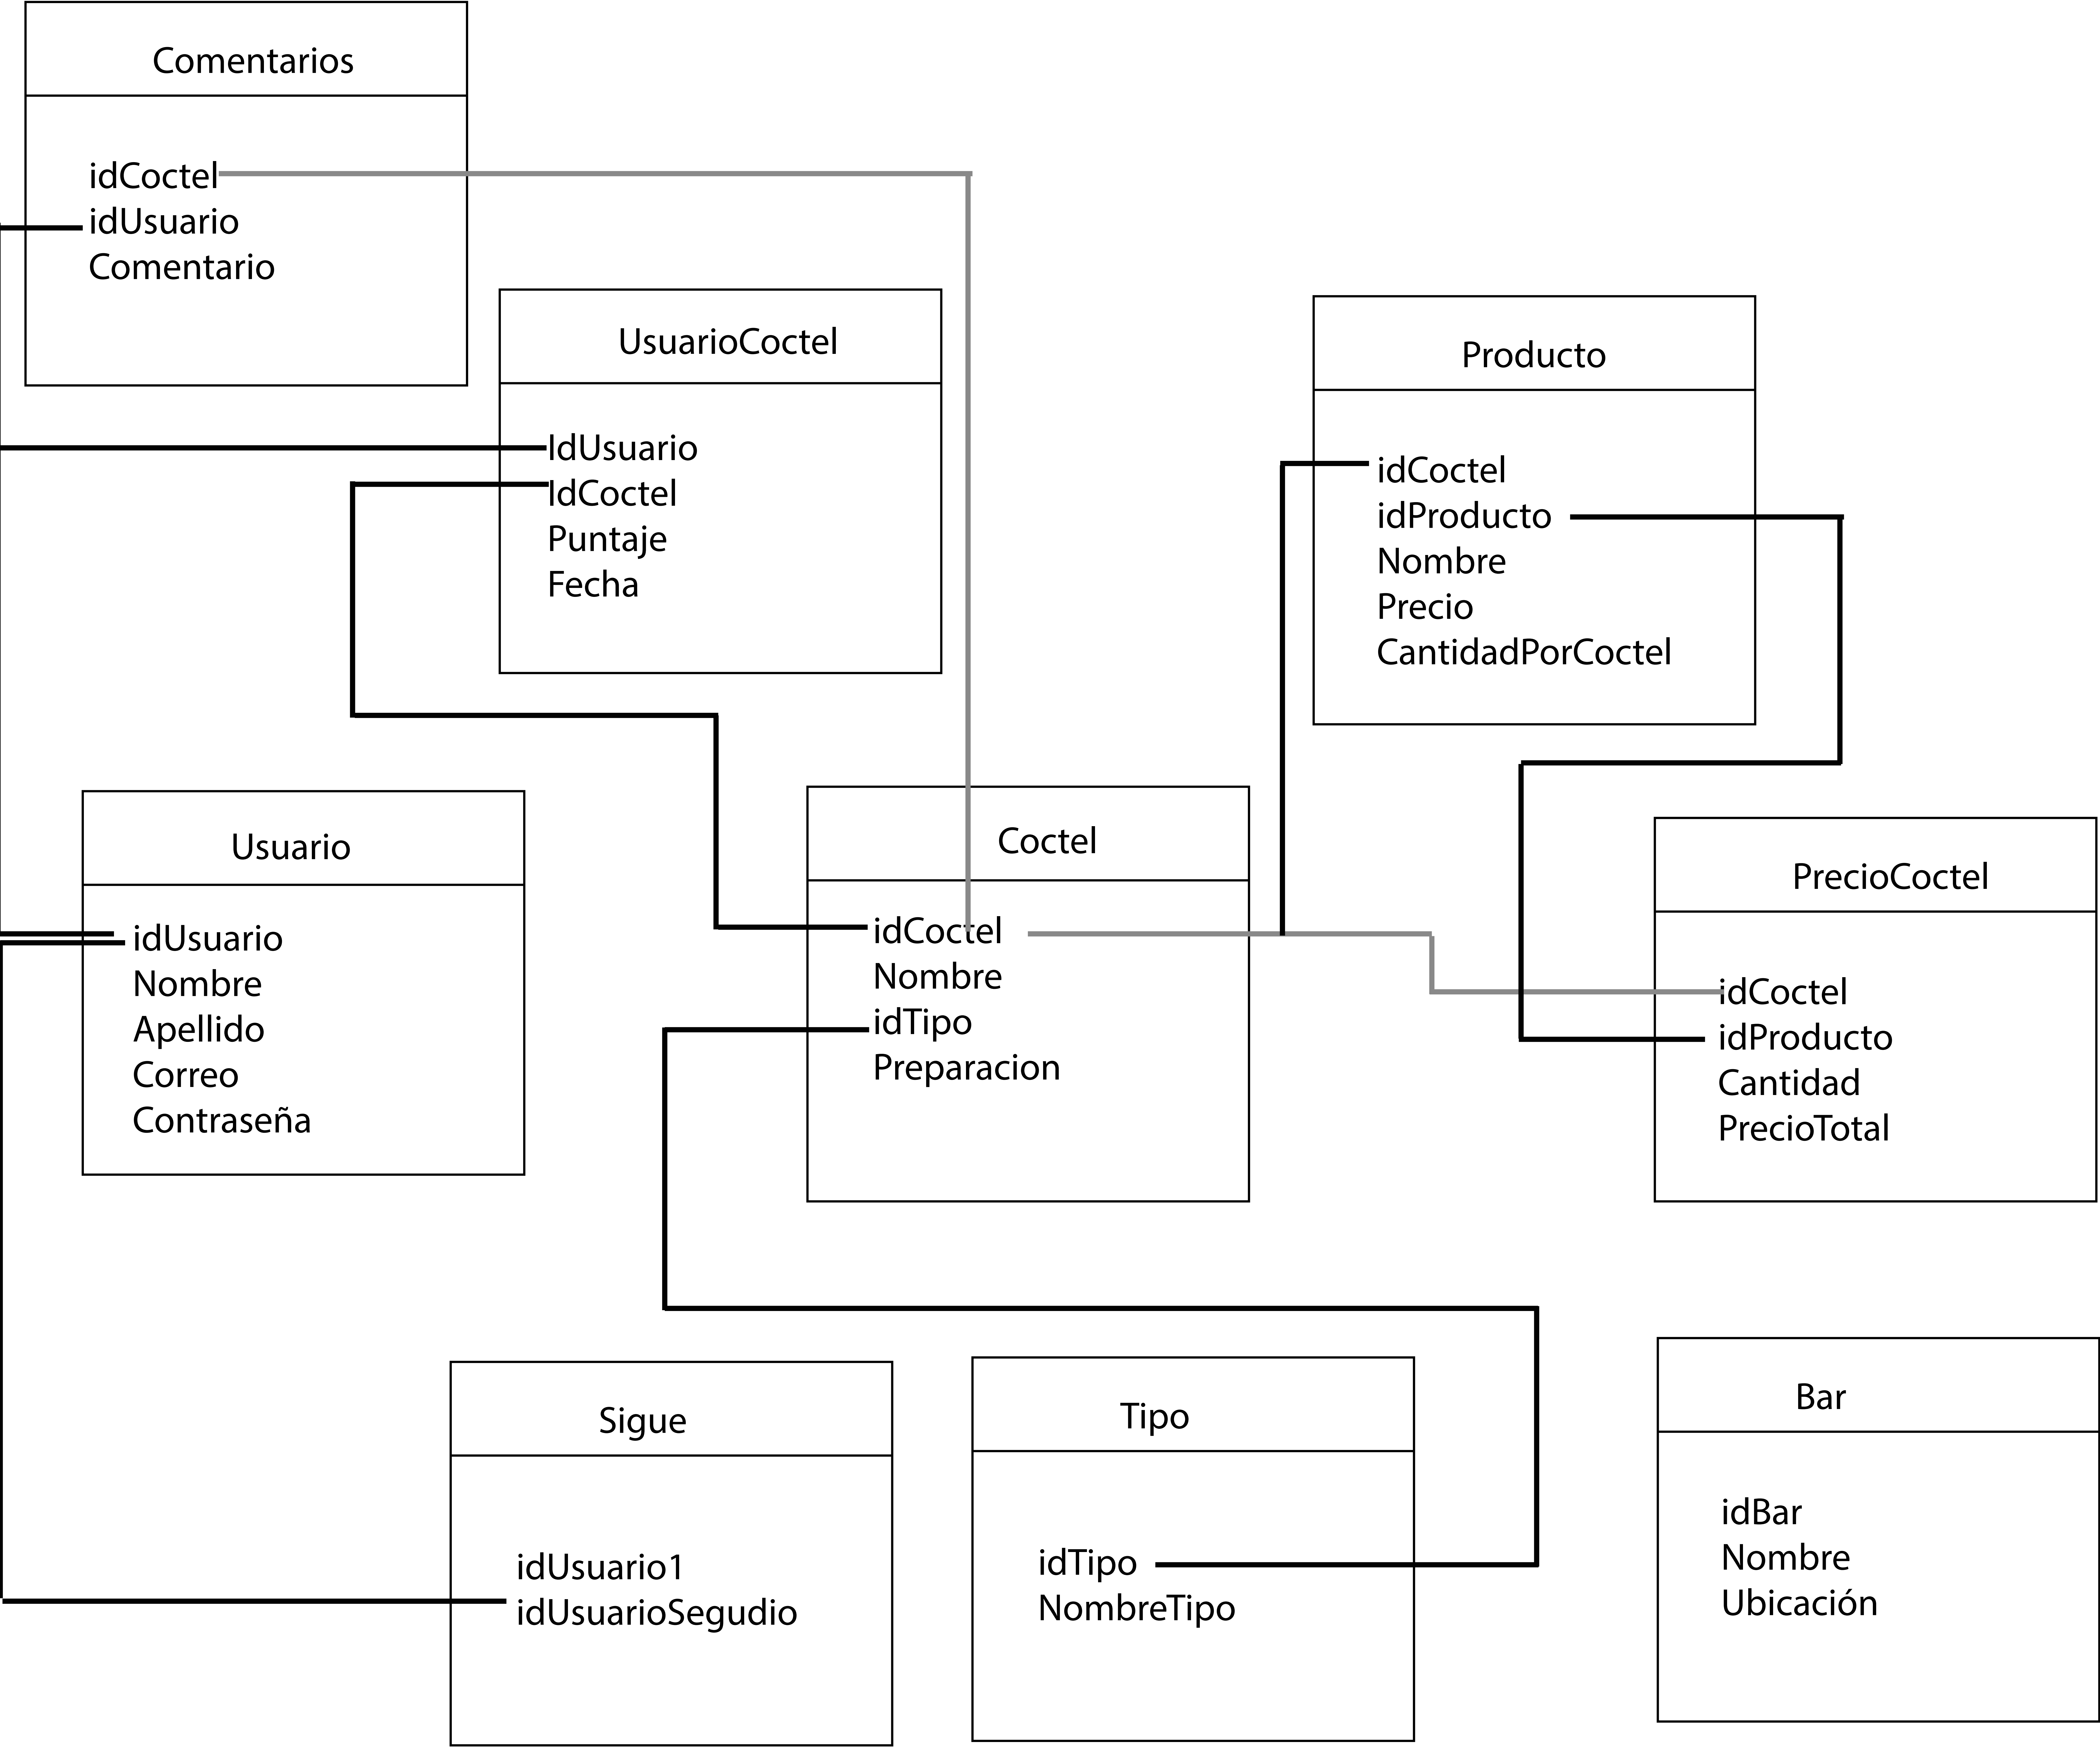 Comentarios
idCoctel
idUsuario
Comentario
UsuarioCoctel
IdUsuario
IdCoctel
Puntaje
Fecha
Producto
idCoctel
idProducto
Nombre
Precio
CantidadPorCoctel
Usuario
idUsuario
Nombre
Apellido
Correo
Contraseña
Coctel
idCoctel
Nombre
idTipo
Preparacion
PrecioCoctel
idCoctel
idProducto
Cantidad
PrecioTotal
Sigue
idUsuario1
idUsuarioSegudio
Tipo
idTipo
NombreTipo
Bar
idBar
Nombre
Ubicación